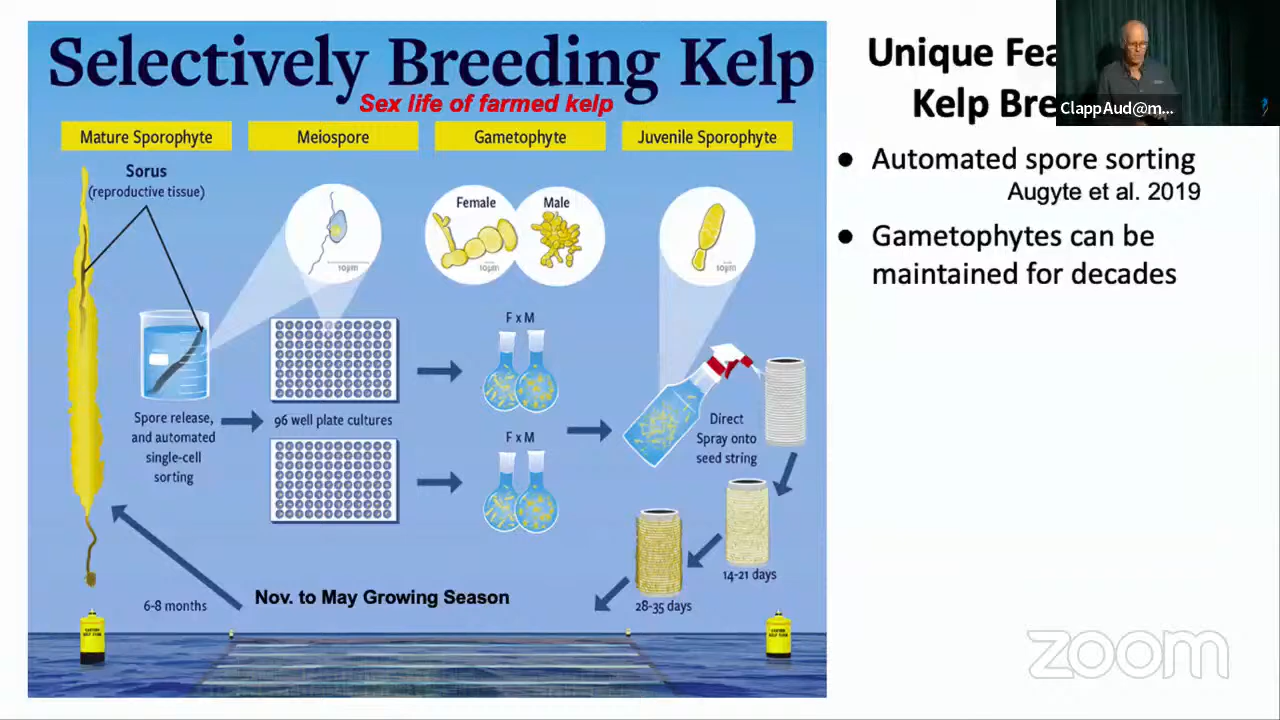 Selectively Breeding Kelp
Sex life of farmed kelp
Mature Sporophyte
Meiospore
Gametophyte
Juvenile Sporophyte
Sorus
(reproductive tissue)
10µm
Female
Male
10µm
10µm
Spore release,
and automated
single-cell
sorting
96 well plate cultures
F x M
F x M
Direct
Spray onto
seed string
14-21 days
28-35 days
6-8 months
Nov. to May Growing Season
Unique Fea
Kelp Bre
ClappAud@m...
● Automated spore sorting
Augyte et al. 2019
● Gametophytes can be
maintained for decades
zoom